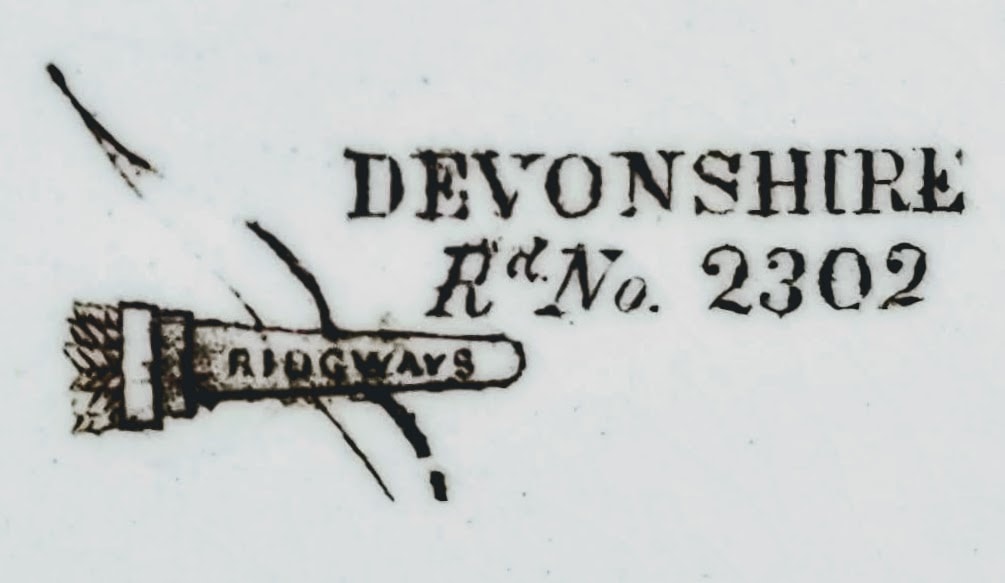 DEVONSHIRE
Rd. No. 2302
RIDGWAYS